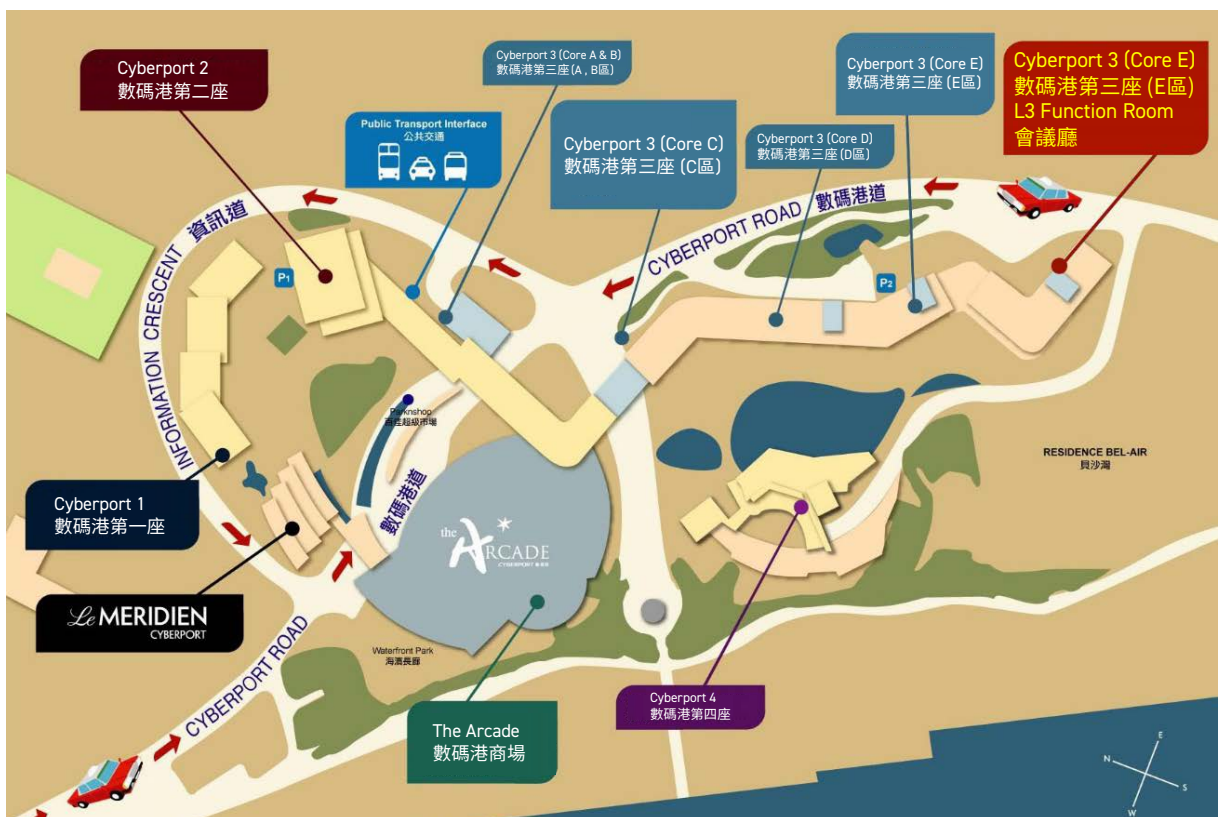 Cyberport 2
數碼港第二座
Public Transport Interface
公共交通
Cyberport 3 (Core A & B)
數碼港第三座 (A , B區)
Cyberport 3 (Core C)
數碼港第三座 (C區)
Cyberport 3 (Core D)
數碼港第三座 (D區)
Cyberport 3 (Core E)
數碼港第三座 (E區)
Cyberport 3 (Core E)
數碼港第三座 (E區)
L3 Function Room
會議廳
INFORMATION CRESCENT 資訊道
CYBERPORT ROAD 數碼港道
P1
P2
Parknshop
百佳超級市場
數碼港道
RESIDENCE BEL-AIR
貝沙灣
Cyberport 1
數碼港第一座
the ARCADE
CYBERPORT 數碼港
Le MERIDIEN
CYBERPORT
CYBERPORT ROAD
Waterfront Park
海濱長廊
The Arcade
數碼港商場
Cyberport 4
數碼港第四座
N
E
S
W